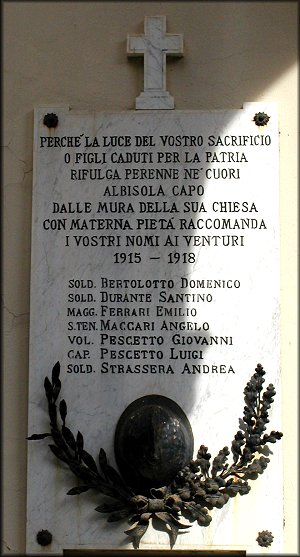 PERCHÉ LA LUCE DEL VOSTRO SACRIFICIO
O FIGLI CADUTI PER LA PATRIA
RIFULGA PERENNE NE' CUORI
ALBISOLA CAPO
DALLE MURA DELLA SUA CHIESA
CON MATERNA PIETÁ RACCOMANDA
I VOSTRI NOMI AI VENTURI
1915 – 1918
SOLD. BERTOLOTTO DOMENICO
SOLD. DURANTE SANTINO
MAGG. FERRARI EMILIO
S.TEN. MACCARI ANGELO
VOL. PESCETTO GIOVANNI
CAP. PESCETTO LUIGI
SOLD. STRASSERA ANDREA